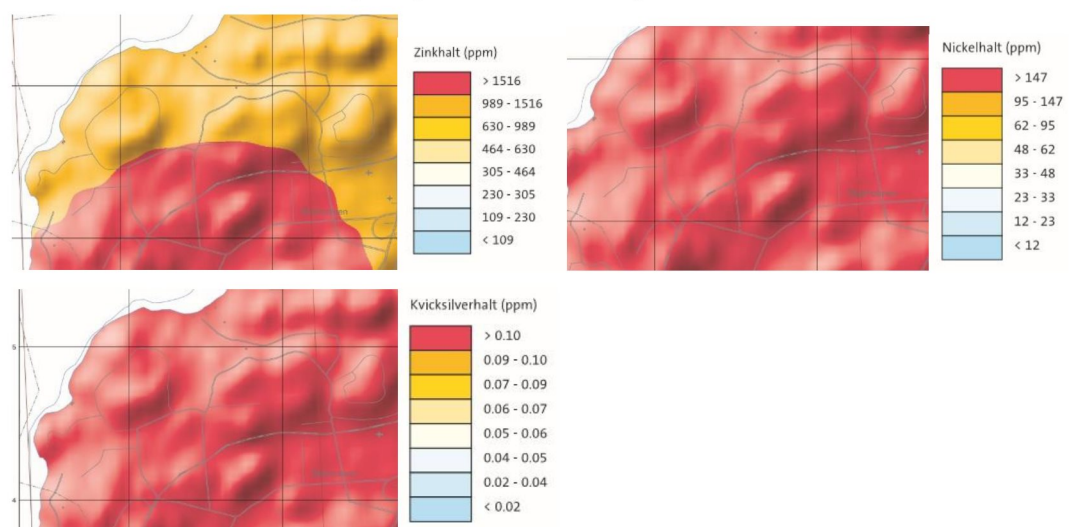 Zinkhalt (ppm)
> 1516
989 - 1516
630 - 989
464 - 630
305 - 464
230 - 305
109 - 230
< 109
Nickelhalt (ppm)
> 147
95 - 147
62 - 95
48 - 62
33 - 48
23 - 33
12 - 23
< 12
Kvicksilverhalt (ppm)
> 0.10
0.09 - 0.10
0.07 - 0.09
0.06 - 0.07
0.05 - 0.06
0.04 - 0.05
0.02 - 0.04
< 0.02
5
4